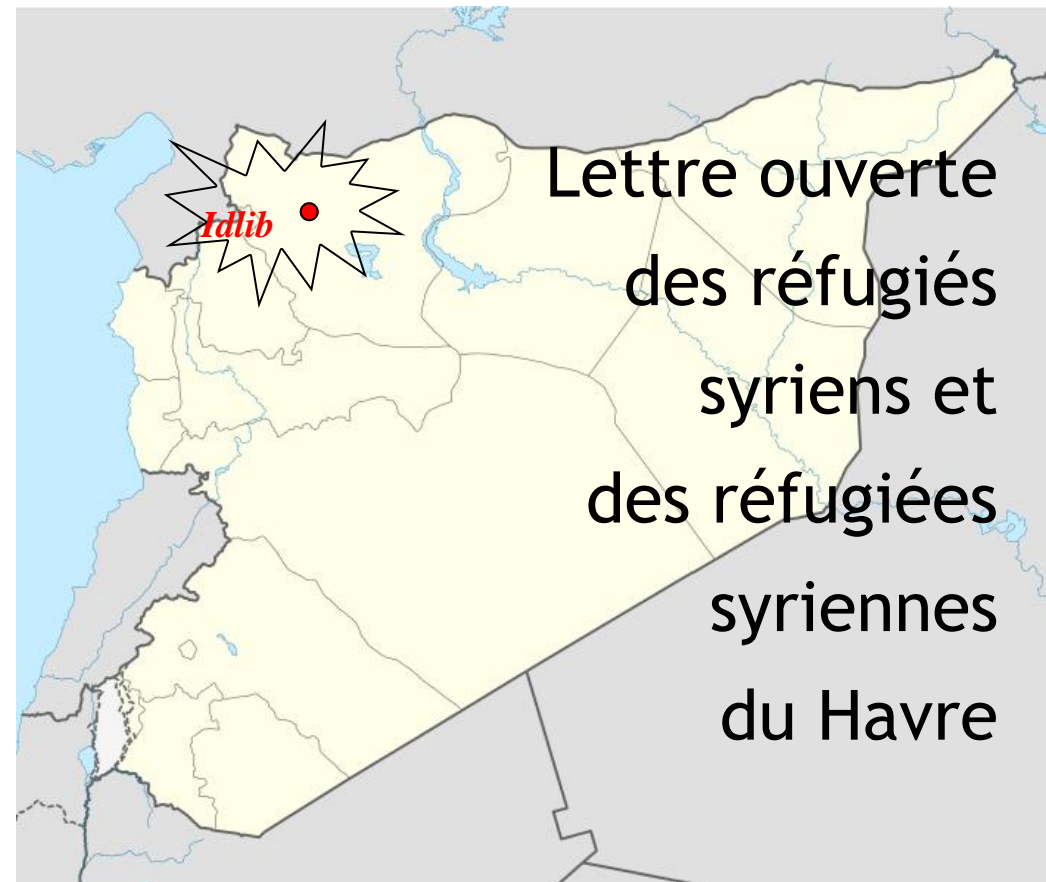 Lettre ouverte
Idlib
des réfugiés
syriens et
des réfugiées
syriennes
du Havre